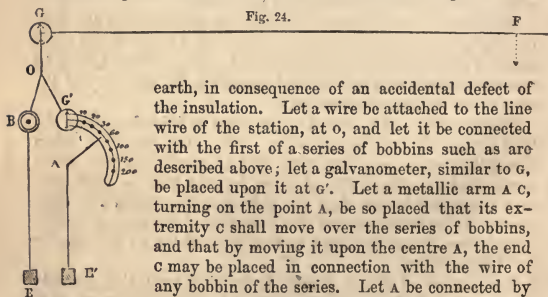 Fig. 24.
G
F
O
B
G'
A
100
150
200
E
E'
earth, in consequence of an accidental defect of
the insulation. Let a wire be attached to the line
wire of the station, at O, and let it be connected
with the first of a series of bobbins such as are
described above; let a galvanometer, similar to G,
be placed upon it at G'. Let a metallic arm A C,
turning on the point A, be so placed that its ex-
tremity C shall move over the series of bobbins,
and that by moving it upon the centre A, the end
C may be placed in connection with the wire of
any bobbin of the series. Let A be connected by